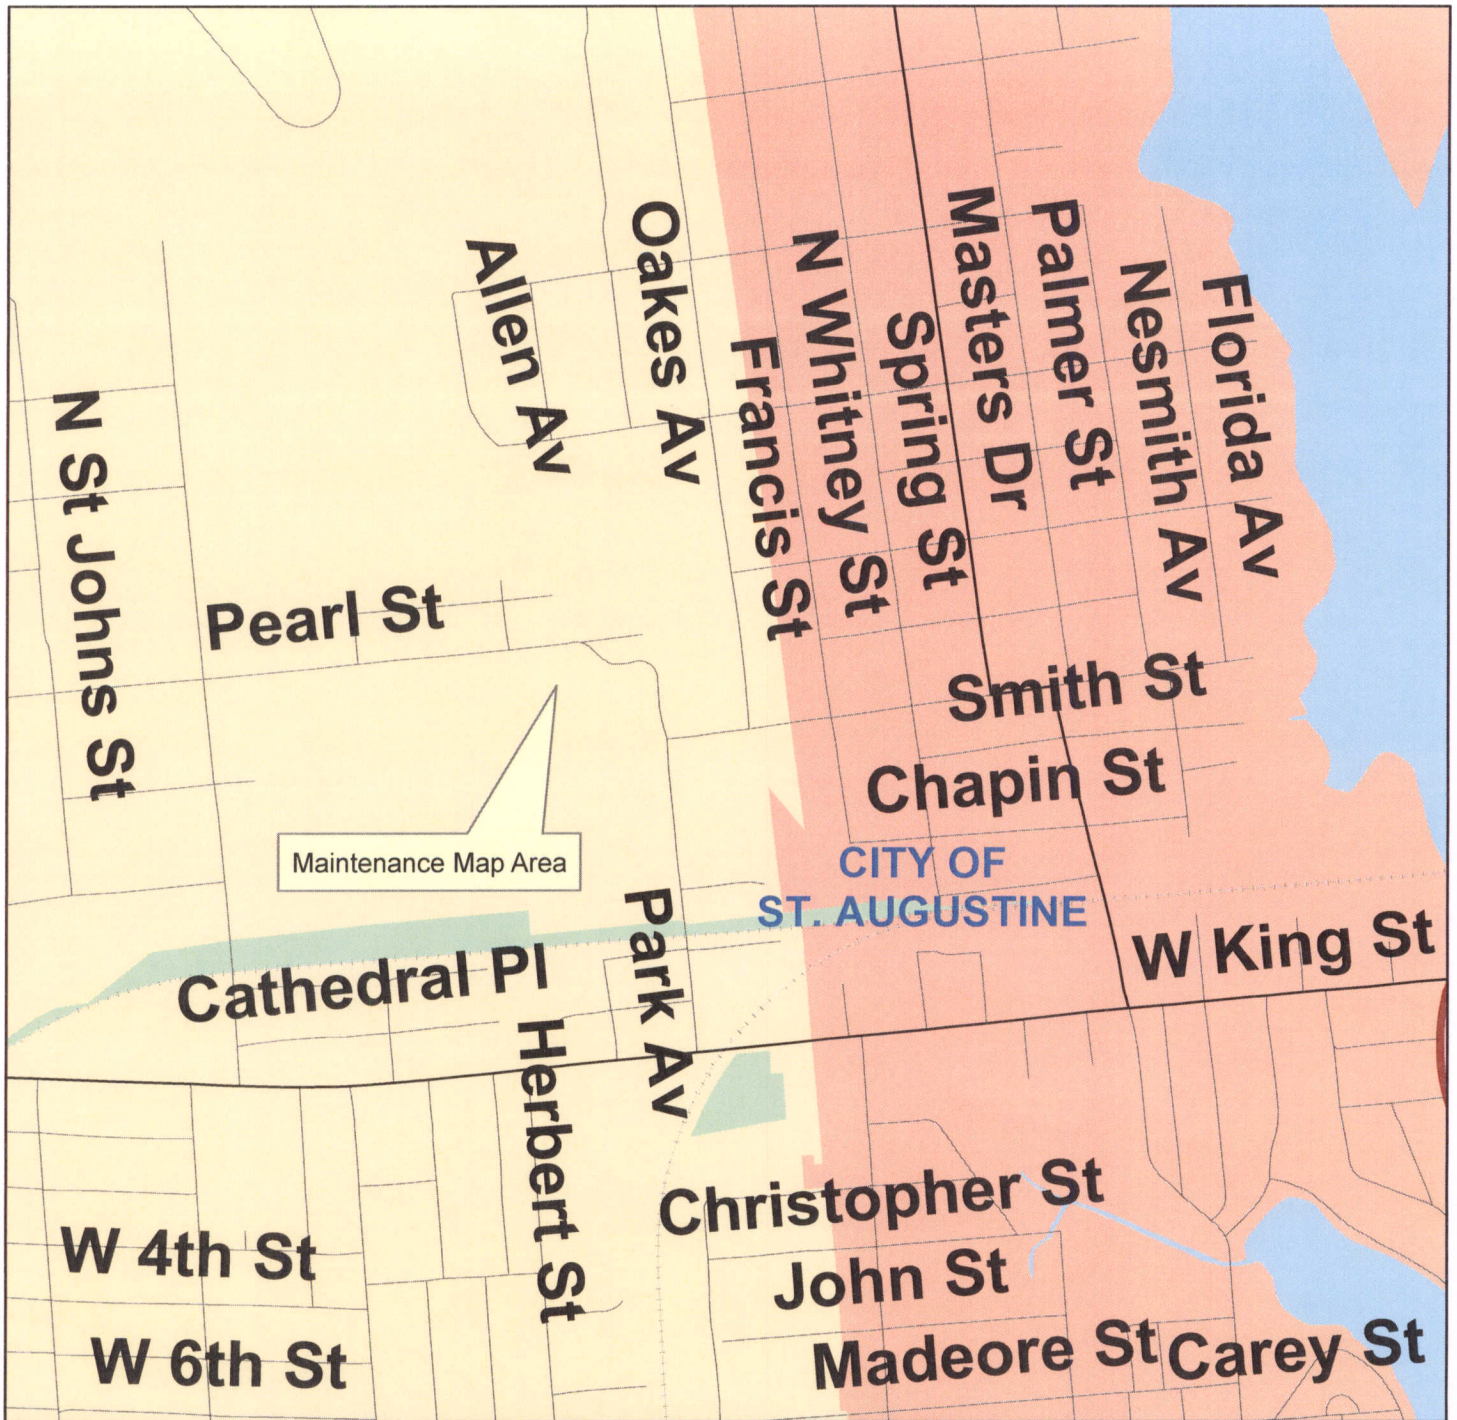 Allen Av
Oakes Av
Francis St
N Whitney St
Spring St
Masters Dr
Palmer St
Nesmith Av
Florida Av
N St Johns St
Pearl St
Smith St
Chapin St
Maintenance Map Area
CITY OF
ST. AUGUSTINE
Park Av
Cathedral Pl
W King St
Herbert St
Christopher St
W 4th St
John St
W 6th St
Madeore St
Carey St